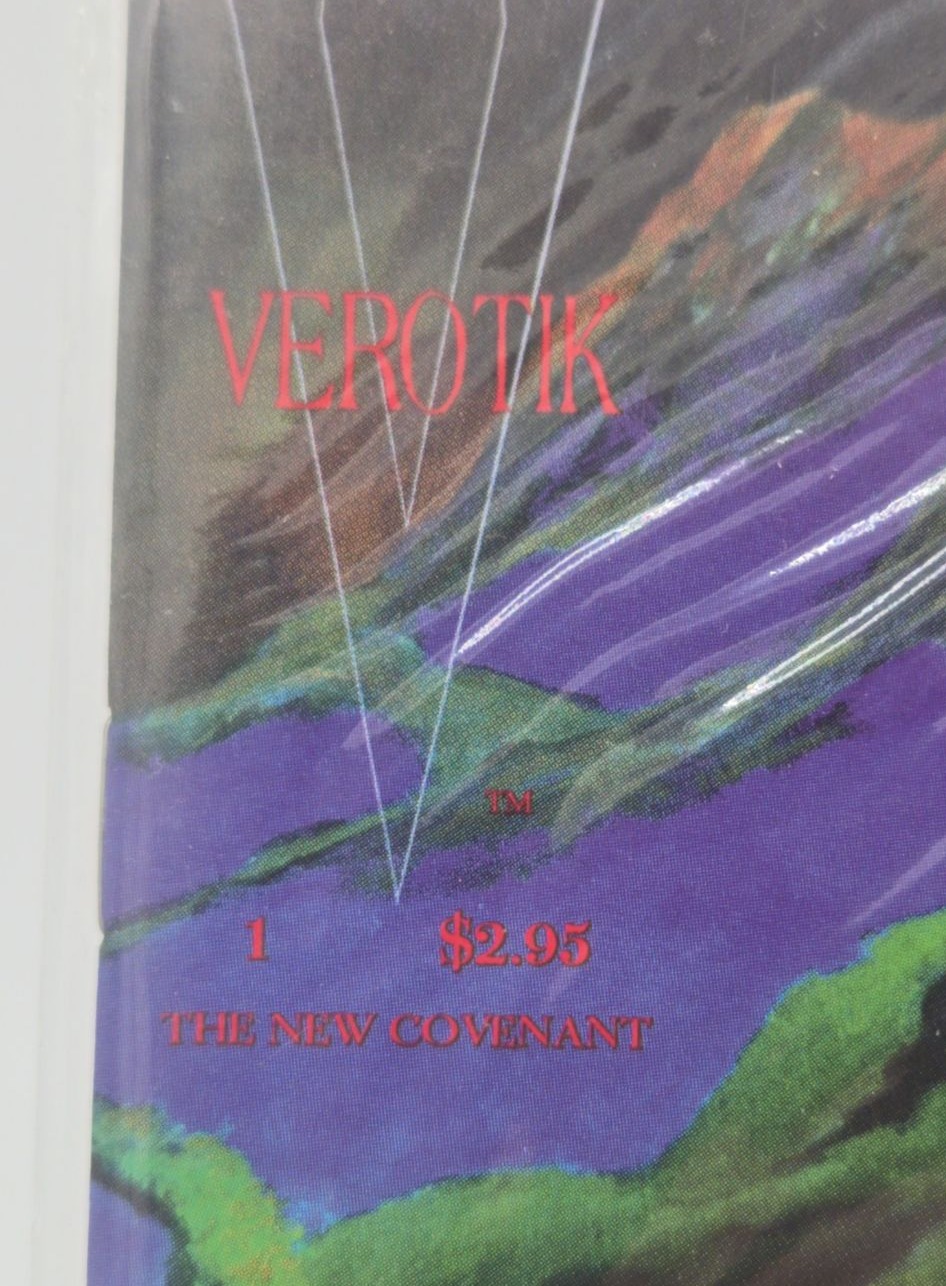 VEROTIK
TM
1 $2.95
THE NEW COVENANT